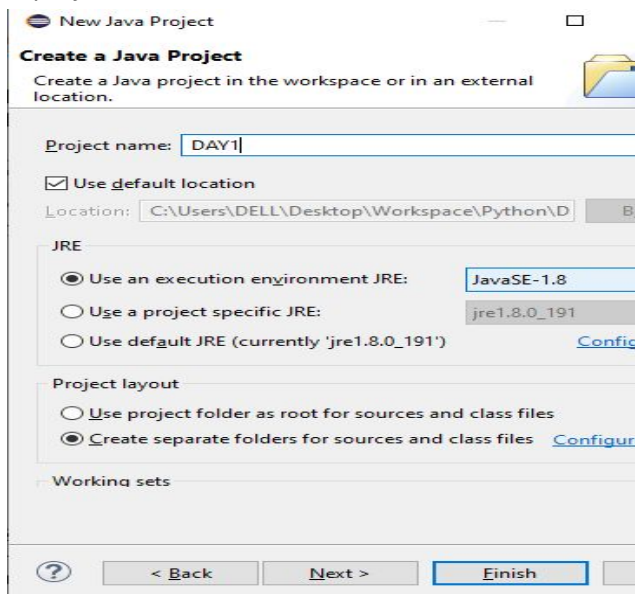 New Java Project
Create a Java Project
Create a Java project in the workspace or in an external
location.
Project name: DAY1
Use default location
Location: C:\Users\DELL\Desktop\Workspace\Python\D
JRE
Use an execution environment JRE: JavaSE-1.8
Use a project specific JRE: jre1.8.0_191
Use default JRE (currently 'jre1.8.0_191') Config
Project layout
Use project folder as root for sources and class files
Create separate folders for sources and class files Configur
Working sets
? < Back Next > Finish